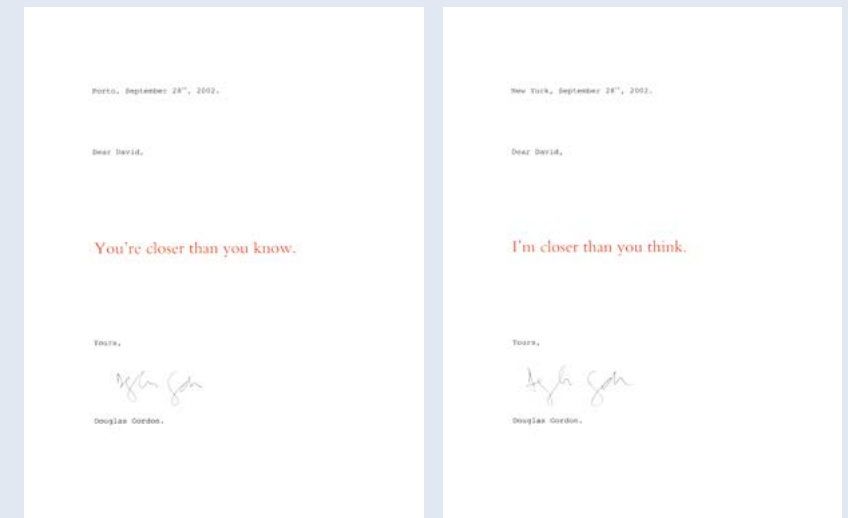 Porto, September 28th, 2002.
Dear David,
You're closer than you know.
Yours,
Douglas Gordon.
New York, September 28th, 2002.
Dear David,
I'm closer than you think.
Yours,
Douglas Gordon.